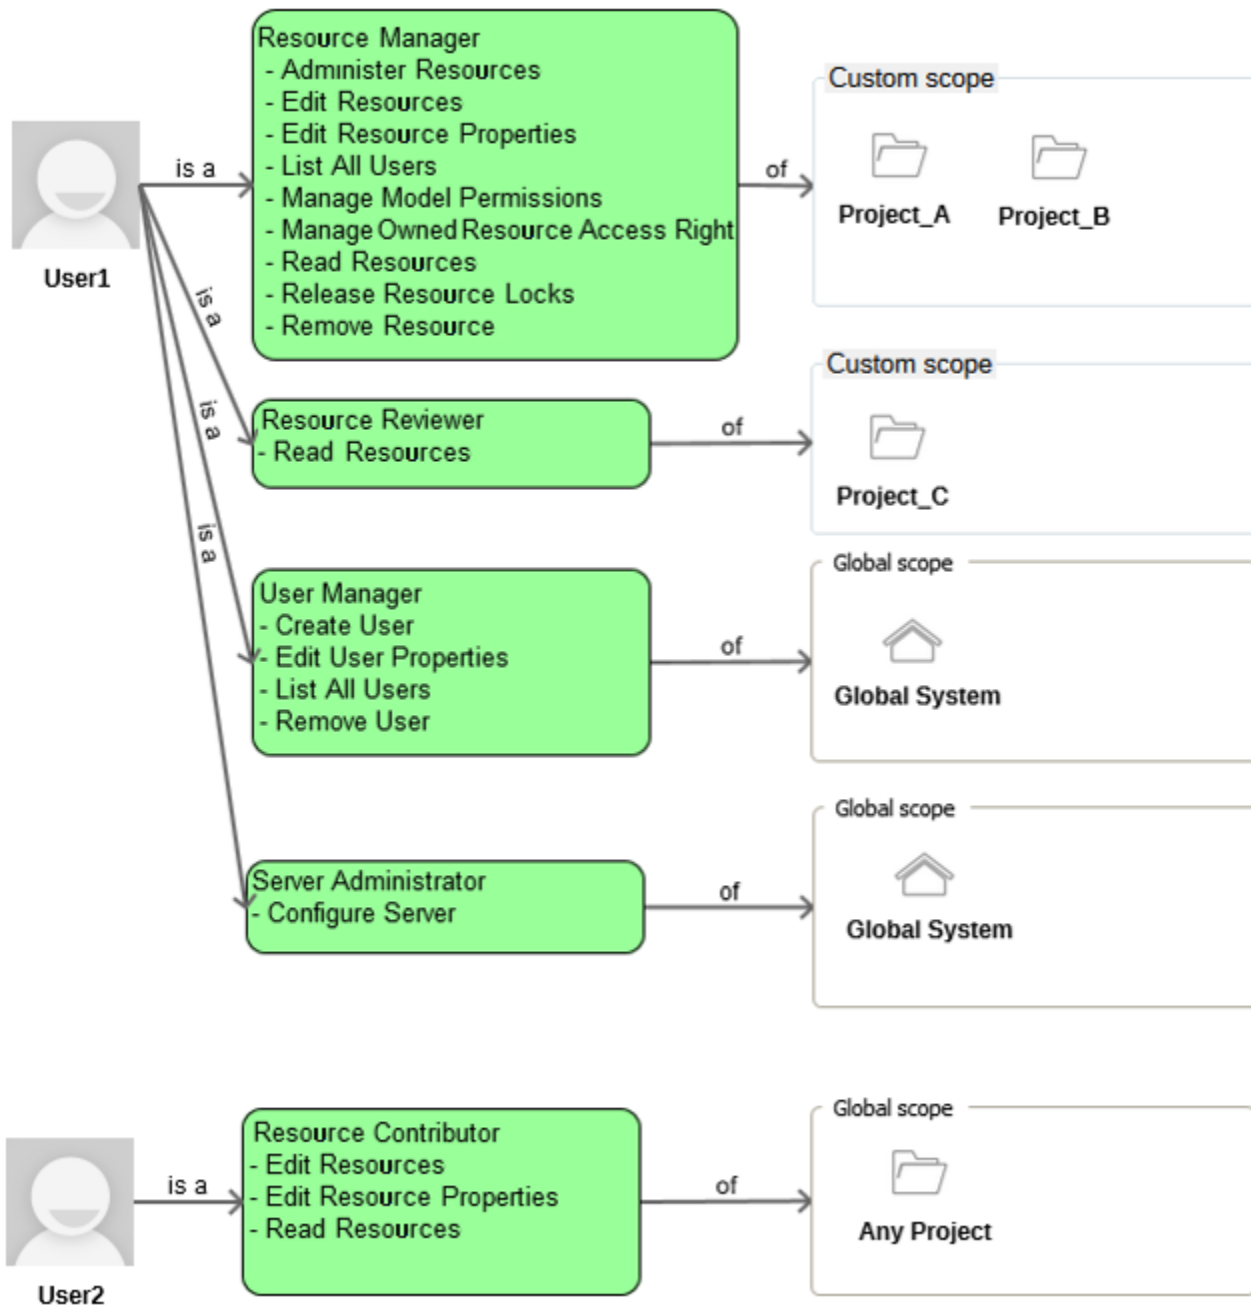 Resource Manager
- Administer Resources
- Edit Resources
- Edit Resource Properties
- List All Users
- Manage Model Permissions
- Manage Owned Resource Access Right
- Read Resources
- Release Resource Locks
- Remove Resource
is a
of
Custom scope
Project_A Project_B
User1
is a
Resource Reviewer
- Read Resources
of
Custom scope
Project_C
is a
User Manager
- Create User
- Edit User Properties
- List All Users
- Remove User
of
Global scope
Global System
is a
Server Administrator
- Configure Server
of
Global scope
Global System
is a
Resource Contributor
- Edit Resources
- Edit Resource Properties
- Read Resources
of
Global scope
Any Project
User2